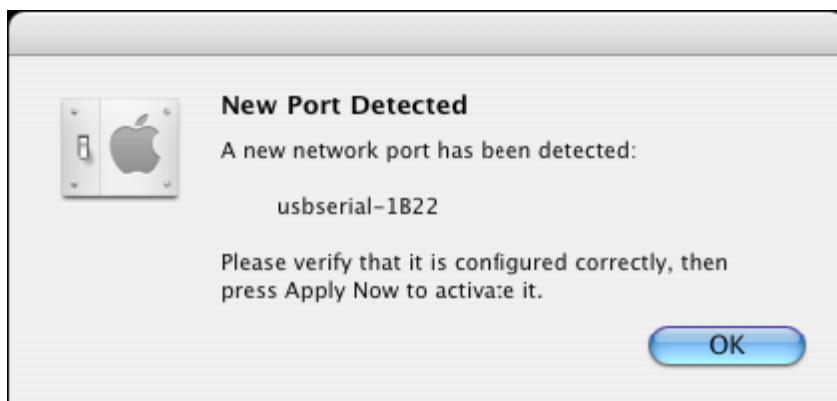 New Port Detected
A new network port has been detected:
usbserial-1B22
Please verify that it is configured correctly, then
press Apply Now to activate it.
OK